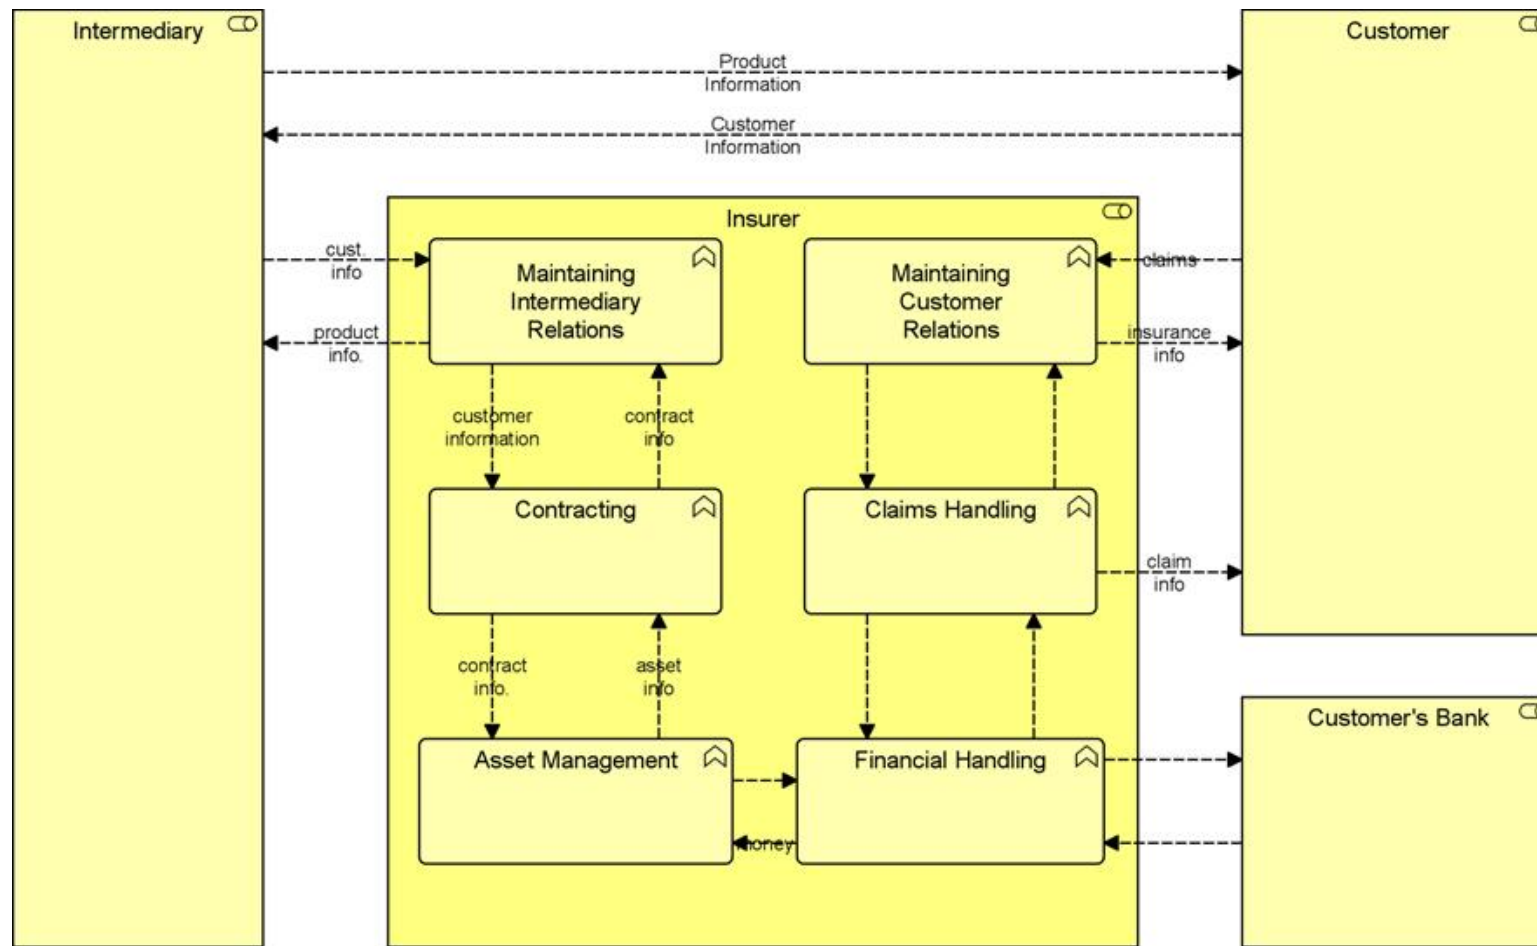 Intermediary
Customer
Product
Information
Customer
Information
Insurer
cust.
info
Maintaining
Intermediary
Relations
Maintaining
Customer
Relations
claims
product
info.
insurance
info
customer
information
contract
info
Contracting
Claims Handling
claim
info
contract
info.
asset
info
Customer's Bank
Asset Management
Financial Handling
money